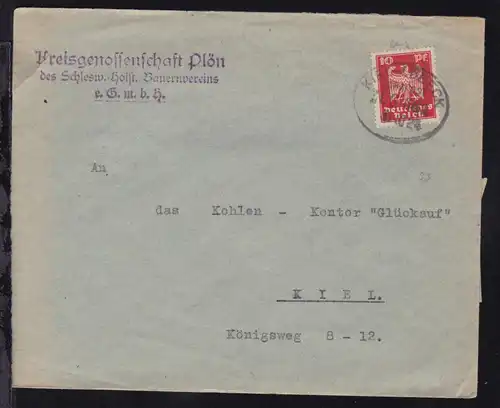 Kreisgenossenschaft Plön
des Schlesw.-Holst. Bauernvereins
e. G. m. b. H.
10 Pf
Deutsches
Reich
An
das Kohlen - Kontor "Glückauf"
K I E L.
Königsweg 8 - 12.